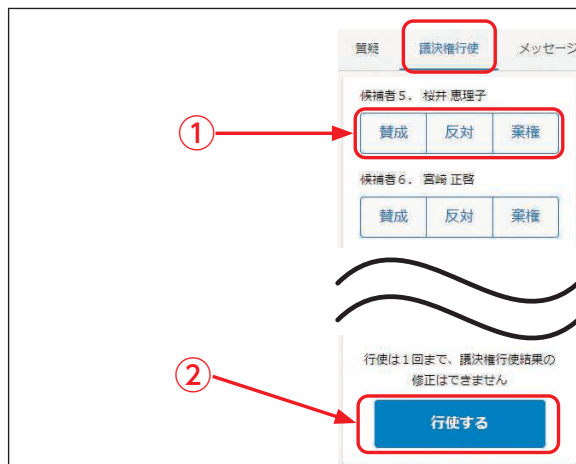 質疑 議決権行使 メッセージ
候補者5. 桜井 恵理子
① 賛成 反対 棄権
候補者6. 宮崎 正啓
賛成 反対 棄権
行使は1回まで、議決権行使結果の
修正はできません
② 行使する